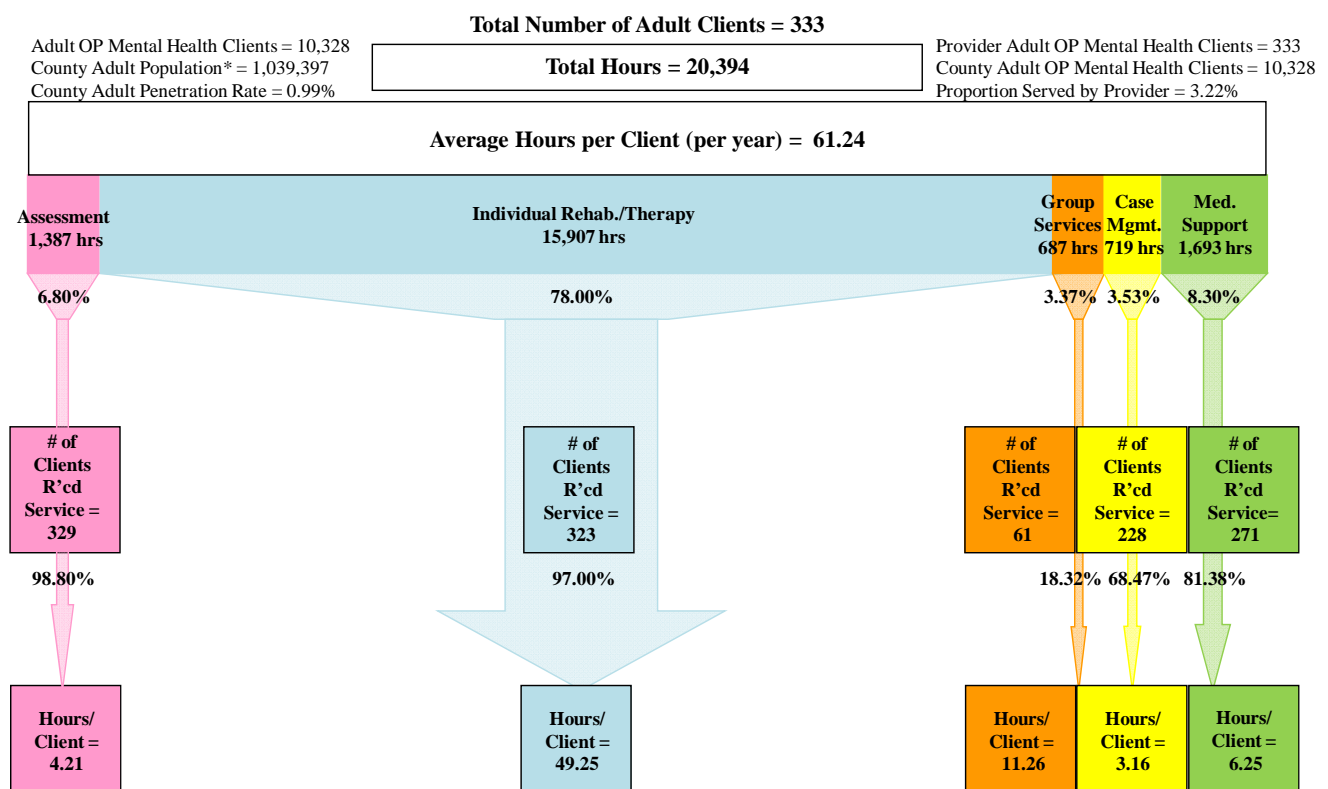 Total Number of Adult Clients = 333
Adult OP Mental Health Clients = 10,328
County Adult Population* = 1,039,397
County Adult Penetration Rate = 0.99%
Total Hours = 20,394
Provider Adult OP Mental Health Clients = 333
County Adult OP Mental Health Clients = 10,328
Proportion Served by Provider = 3.22%
Average Hours per Client (per year) = 61.24
Assessment
1,387 hrs
Individual Rehab./Therapy
15,907 hrs
Group
Services
687 hrs
Case
Mgmt.
719 hrs
Med.
Support
1,693 hrs
6.80%
78.00%
3.37%
3.53%
8.30%
# of
Clients
R'cd
Service =
329
# of
Clients
R'cd
Service =
323
# of
Clients
R'cd
Service =
61
# of
Clients
R'cd
Service =
228
# of
Clients
R'cd
Service=
271
98.80%
97.00%
18.32%
68.47%
81.38%
Hours/
Client =
4.21
Hours/
Client =
49.25
Hours/
Client =
11.26
Hours/
Client =
3.16
Hours/
Client =
6.25